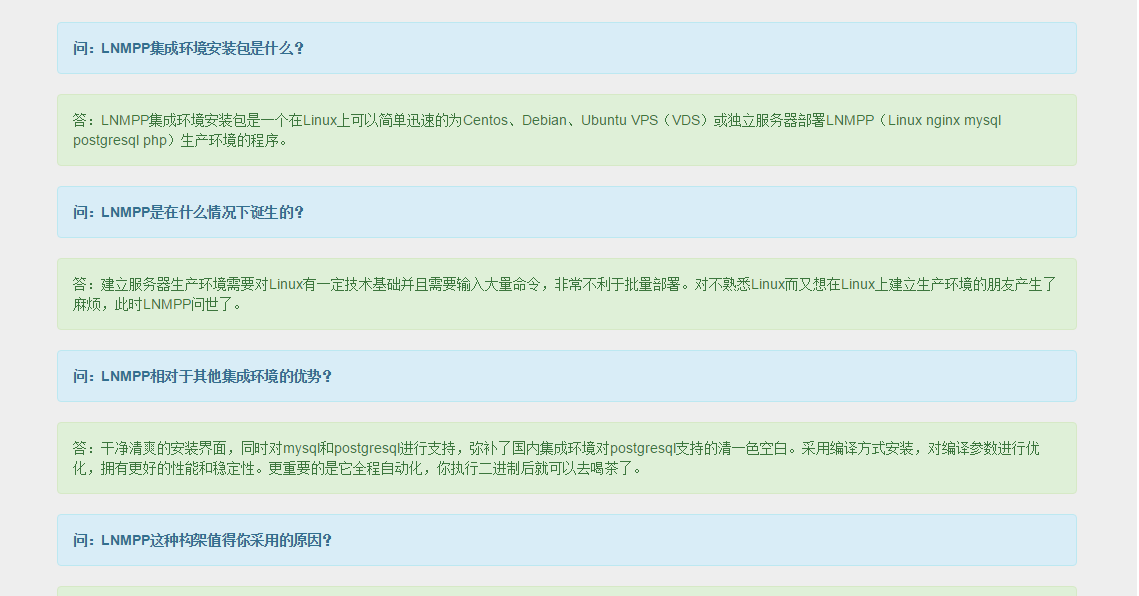 问：LNMPP集成环境安装包是什么？
答：LNMPP集成环境安装包是一个在Linux上可以简单迅速的为Centos、Debian、Ubuntu VPS（VDS）或独立服务器部署LNMPP（Linux nginx mysql
postgresql php）生产环境的程序。
问：LNMPP是在什么情况下诞生的？
答：建立服务器生产环境需要对Linux有一定技术基础并且需要输入大量命令，非常不利于批量部署。对不熟悉Linux而又想在Linux上建立生产环境的朋友产生了
麻烦，此时LNMPP问世了。
问：LNMPP相对于其他集成环境的优势？
答：干净清爽的安装界面，同时对mysql和postgresql进行支持，弥补了国内集成环境对postgresql支持的清一色空白。采用编译方式安装，对编译参数进行优
化，拥有更好的性能和稳定性。更重要的是它全程自动化，你执行二进制后就可以去喝茶了。
问：LNMPP这种构架值得你采用的原因？